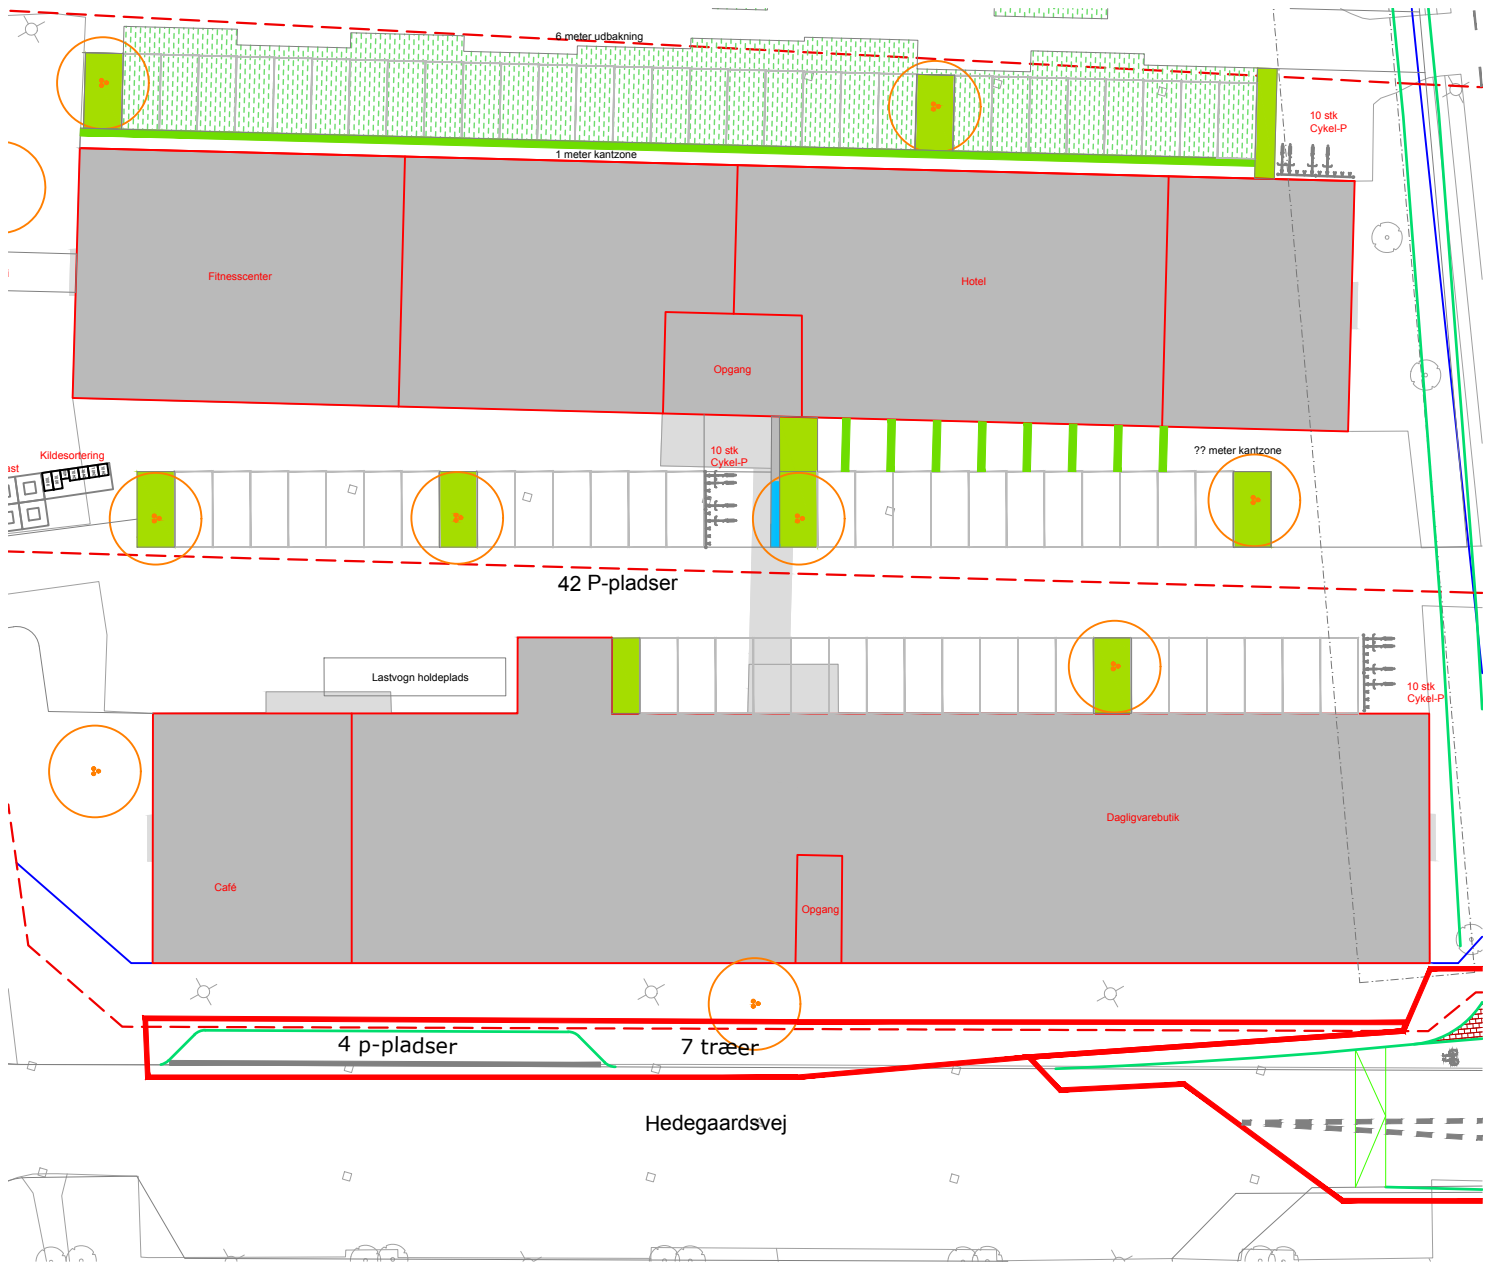 6 meter udbakning
10 stk
Cykel-P
1 meter kantzone
Fitnesscenter
Hotel
Opgang
10 stk
Cykel-P
?? meter kantzone
Kildesortering
ast
42 P-pladser
Lastvogn holdeplads
10 stk
Cykel-P
Dagligvarebutik
Café
Opgang
4 p-pladser
7 træer
Hedegaardsvej